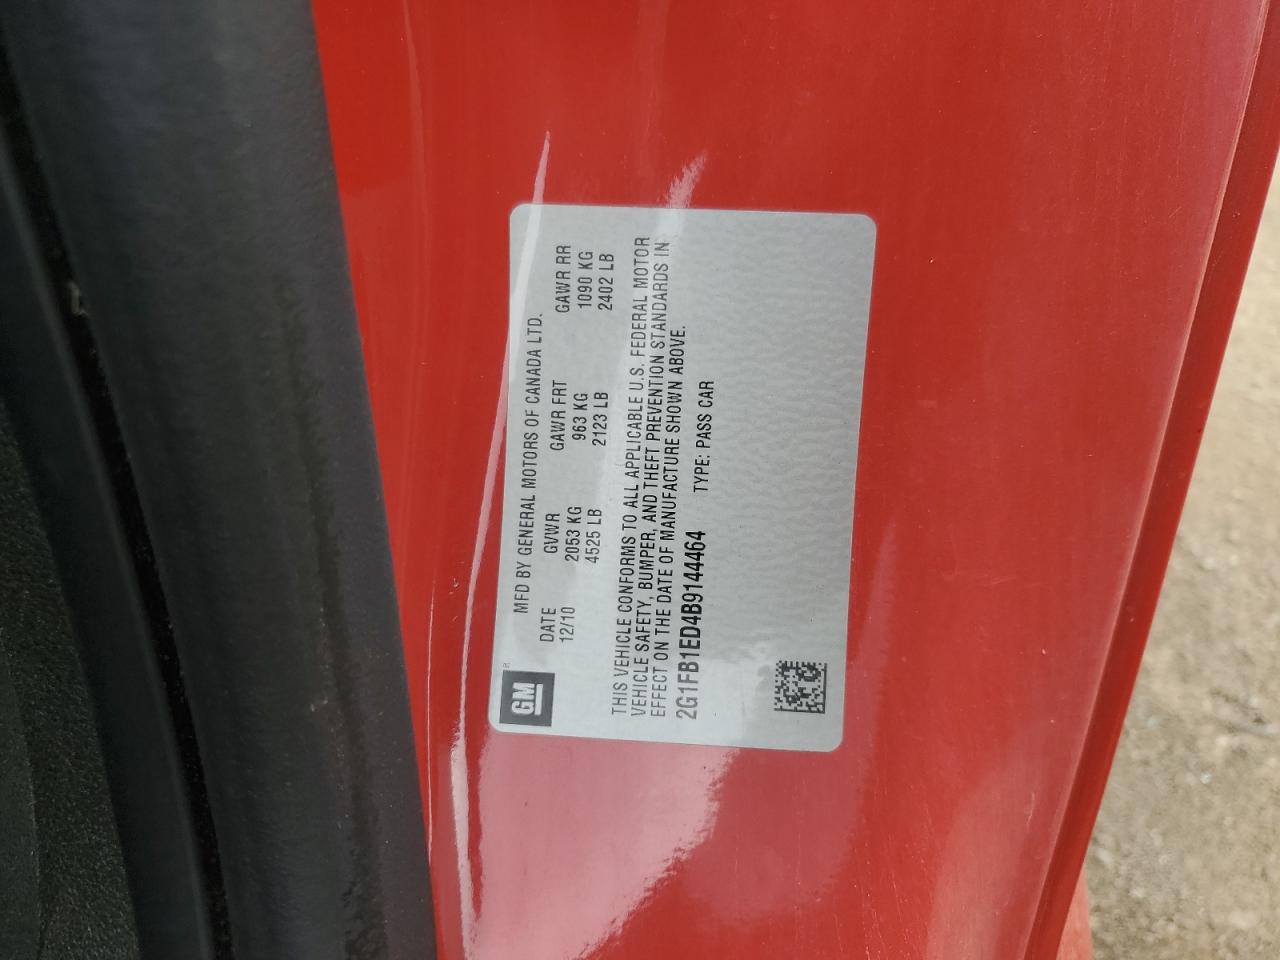 GM
MFD BY GENERAL MOTORS OF CANADA LTD.
DATE GVWR GAWR FRT GAWR RR
12/10 2053 KG 963 KG 1090 KG
4525 LB 2123 LB 2402 LB
THIS VEHICLE CONFORMS TO ALL APPLICABLE U.S. FEDERAL MOTOR
VEHICLE SAFETY, BUMPER, AND THEFT PREVENTION STANDARDS IN
EFFECT ON THE DATE OF MANUFACTURE SHOWN ABOVE.
2G1FB1ED4B9144464 TYPE: PASS CAR